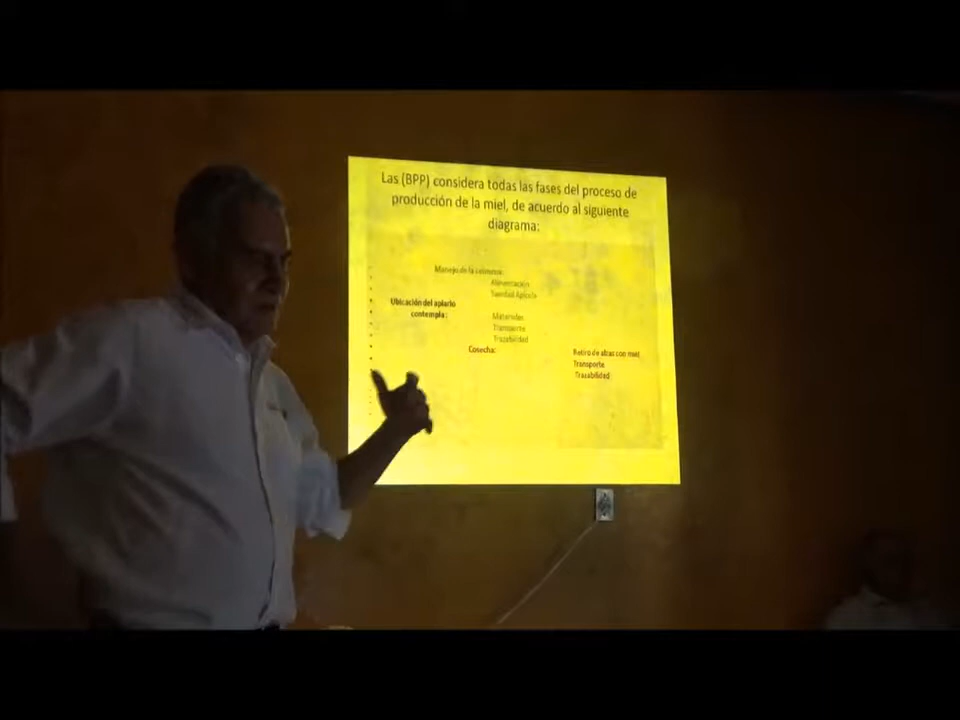 Las (BPP) considera todas las fases del proceso de
producción de la miel, de acuerdo al siguiente
diagrama:
Manejo de la colmena:
Alimentación
Sanidad Apícola
Ubicación del apiario
contempla:
Materiales
Transporte
Trazabilidad
Cosecha:
Retiro de alzas con miel
Transporte
Trazabilidad